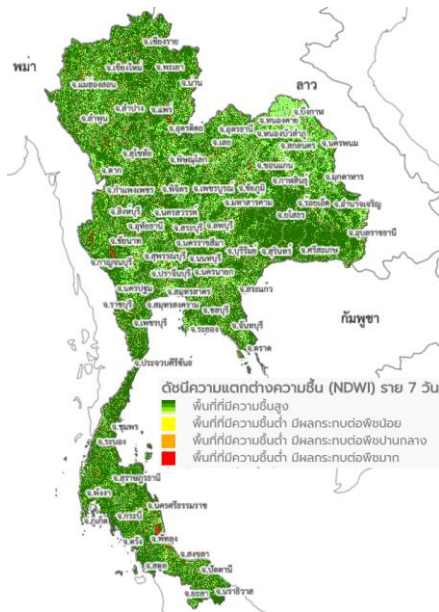 จ.เชียงราย
พม่า
จ.เชียงใหม่ จ.พะเยา
ลาว
จ.แม่ฮ่องสอน จ.น่าน
จ.ลำปาง จ.แพร่
จ.บึงกาฬ
จ.ลำพูน
จ.อุตรดิตถ์ จ.อุดรธานี จ.หนองคาย
จ.หนองบัวลำภู
จ.สุโขทัย จ.เลย จ.สกลนคร จ.นครพนม
จ.ตาก จ.พิษณุโลก จ.ขอนแก่น
จ.กำแพงเพชร จ.พิจิตร จ.เพชรบูรณ์ จ.ชัยภูมิ จ.กาฬสินธุ์ จ.มุกดาหาร
จ.สิงหบุรี จ.นครสวรรค์ จ.มหาสารคาม จ.ร้อยเอ็ด จ.อำนาจเจริญ
จ.ยโสธร
จ.อุทัยธานี จ.สระบุรี จ.ลพบุรี
จ.อุบลราชธานี
จ.ชัยนาท จ.นครราชสีมา จ.บุรีรัมย์ จ.สุรินทร์ จ.ศรีสะเกษ
จ.กาญจนบุรี จ.สุพรรณบุรี จ.นนทบุรี
จ.ปราจีนบุรี จ.นครนายก
จ.นครปฐม จ.สมุทรสาคร จ.สระแก้ว
จ.ราชบุรี จ.สมุทรสงคราม จ.ชลบุรี
กัมพูชา
จ.เพชรบุรี จ.ระยอง จ.จันทบุรี
จ.ตราด
จ.ประจวบคีรีขันธ์
ดัชนีความแตกต่างความชื้น (NDWI) ราย 7 วัน
พื้นที่ที่มีความชื้นสูง
พื้นที่ที่มีความชื้นต่ำ มีผลกระทบต่อพืชน้อย
พื้นที่ที่มีความชื้นต่ำ มีผลกระทบต่อพืชปานกลาง
พื้นที่ที่มีความชื้นต่ำ มีผลกระทบต่อพืชมาก
จ.ชุมพร
จ.ระนอง
จ.สุราษฎร์ธานี
จ.พังงา
จ.นครศรีธรรมราช
จ.ภูเก็ต จ.กระบี่
จ.ตรัง จ.พัทลุง
จ.สงขลา
จ.สตูล จ.ปัตตานี
จ.ยะลา จ.นราธิวาส